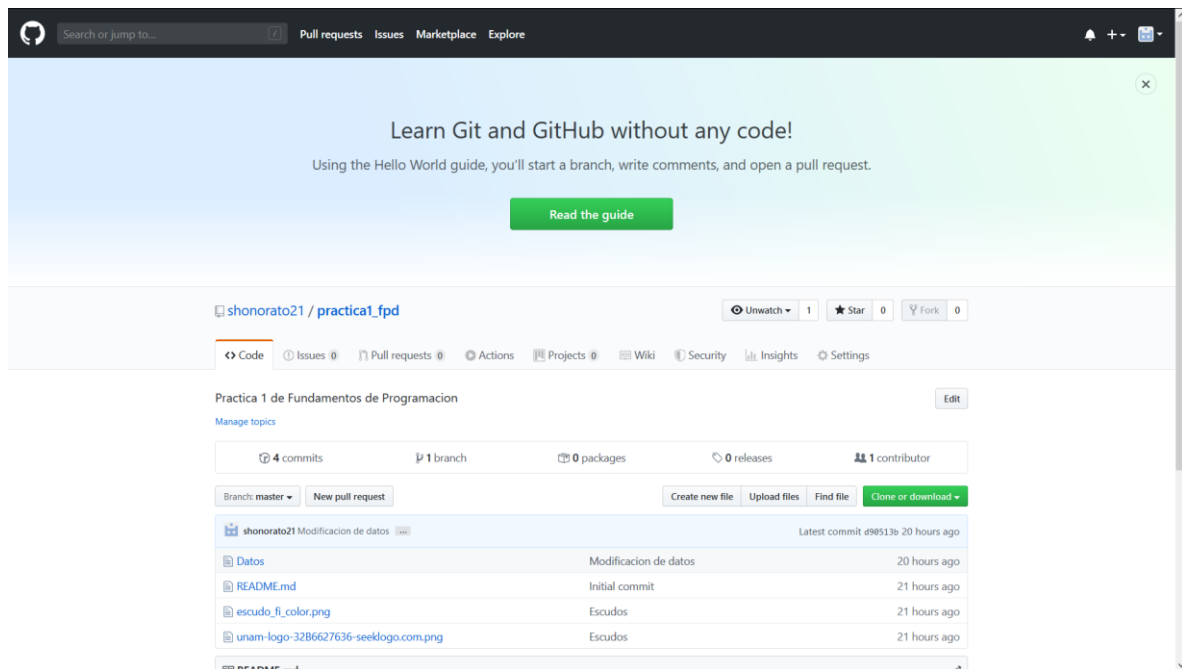 Search or jump to... / Pull requests Issues Marketplace Explore
Learn Git and GitHub without any code!
Using the Hello World guide, you'll start a branch, write comments, and open a pull request.
Read the guide
shonorato21 / practica1_fpd Unwatch 1 Star 0 Fork 0
Code Issues 0 Pull requests 0 Actions Projects 0 Wiki Security Insights Settings
Practica 1 de Fundamentos de Programacion Edit
Manage topics
4 commits 1 branch 0 packages 0 releases 1 contributor
Branch: master New pull request Create new file Upload files Find file Clone or download
shonorato21 Modificacion de datos ... Latest commit d90513b 20 hours ago
Datos Modificacion de datos 20 hours ago
README.md Initial commit 21 hours ago
escudo_fi_color.png Escudos 21 hours ago
unam-logo-32B6627636-seeklogo.com.png Escudos 21 hours ago
README.md